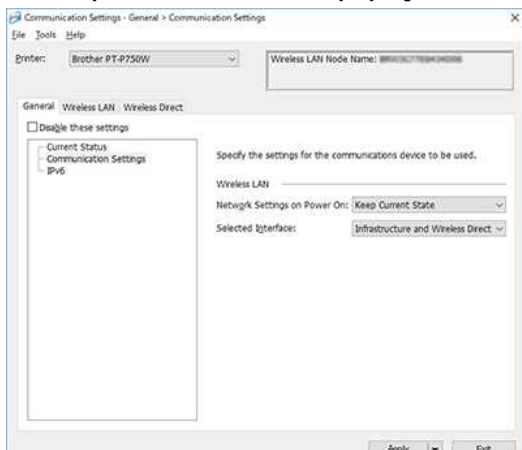 Communication Settings - General > Communication Settings
File Tools Help
Printer: Brother PT-P750W Wireless LAN Node Name:
General Wireless LAN Wireless Direct
Disable these settings
Current Status
Communication Settings
IPv6
Specify the settings for the communications device to be used.
Wireless LAN
Network Settings on Power On: Keep Current State
Selected Interface: Infrastructure and Wireless Direct
Apply Exit